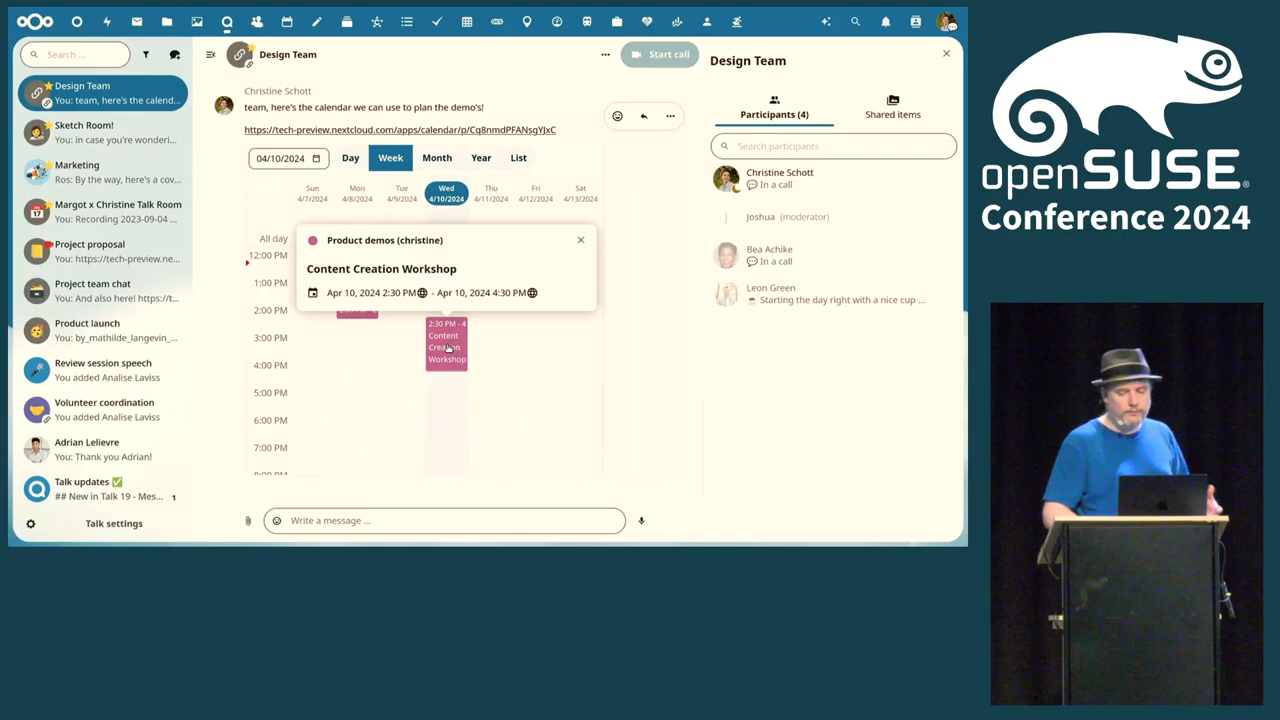 Search ...
Design Team
You: team, here's the calend...
Sketch Room!
You: in case you're wonderi...
Marketing
Ros: By the way, here's a cov...
Margot x Christine Talk Room
You: Recording 2023-09-04 ...
Project proposal
You: https://tech-preview.ne...
Project team chat
You: And also here! https://t...
Product launch
You: by_mathilde_langevin_...
Review session speech
You added Analise Laviss
Volunteer coordination
You added Analise Laviss
Adrian Lelievre
You: Thank you Adrian!
Talk updates ✅
## New in Talk 19 - Mes...
1
Talk settings
Design Team
Start call
Christine Schott
team, here's the calendar we can use to plan the demo's!
https://tech-preview.nextcloud.com/apps/calendar/p/Cq8nmdPFANsgYJxC
04/10/2024
Day Week Month Year List
Sun Mon Tue Wed Thu Fri Sat
4/7/2024 4/8/2024 4/9/2024 4/10/2024 4/11/2024 4/12/2024 4/13/2024
All day
Product demos (christine)
Content Creation Workshop
Apr 10, 2024 2:30 PM - Apr 10, 2024 4:30 PM
12:00 PM
1:00 PM
2:00 PM
3:00 PM
4:00 PM
5:00 PM
6:00 PM
7:00 PM
2:30 PM - 4
Content
Creation
Workshop
Write a message ...
Design Team
Participants (4)
Shared items
Search participants
Christine Schott
💬 In a call
J
Joshua (moderator)
Bea Achike
💬 In a call
Leon Green
☕ Starting the day right with a nice cup ...
openSUSE®
Conference 2024